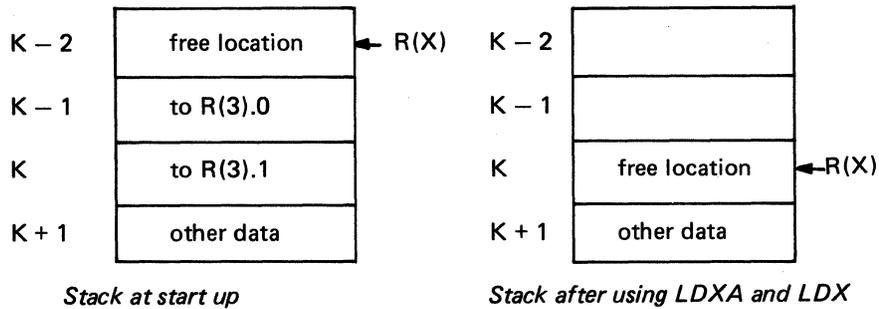 K – 2 free location R(X) K – 2
K – 1 to R(3).0 K – 1
K to R(3).1 K free location R(X)
K + 1 other data K + 1 other data
Stack at start up Stack after using LDXA and LDX